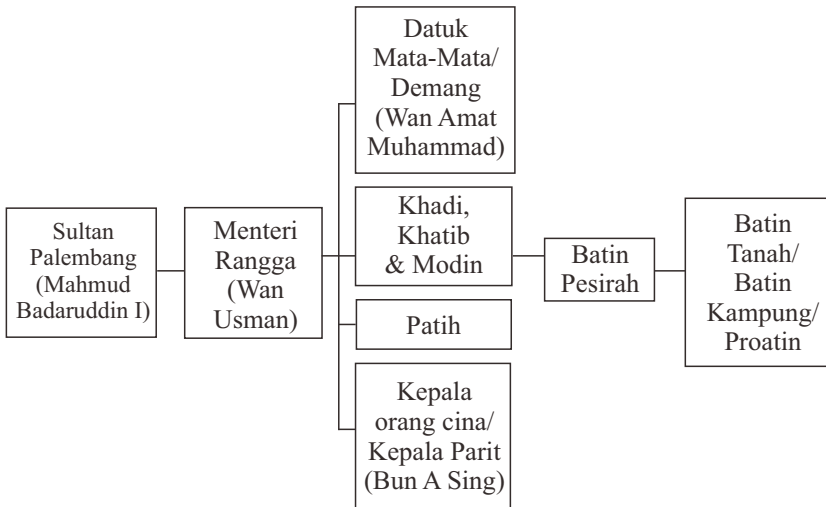 Sultan
Palembang
(Mahmud
Badaruddin I)
Menteri
Rangga
(Wan
Usman)
Datuk
Mata-Mata/
Demang
(Wan Amat
Muhammad)
Khadi,
Khatib
& Modin
Patih
Kepala
orang cina/
Kepala Parit
(Bun A Sing)
Batin
Pesirah
Batin
Tanah/
Batin
Kampung/
Proatin